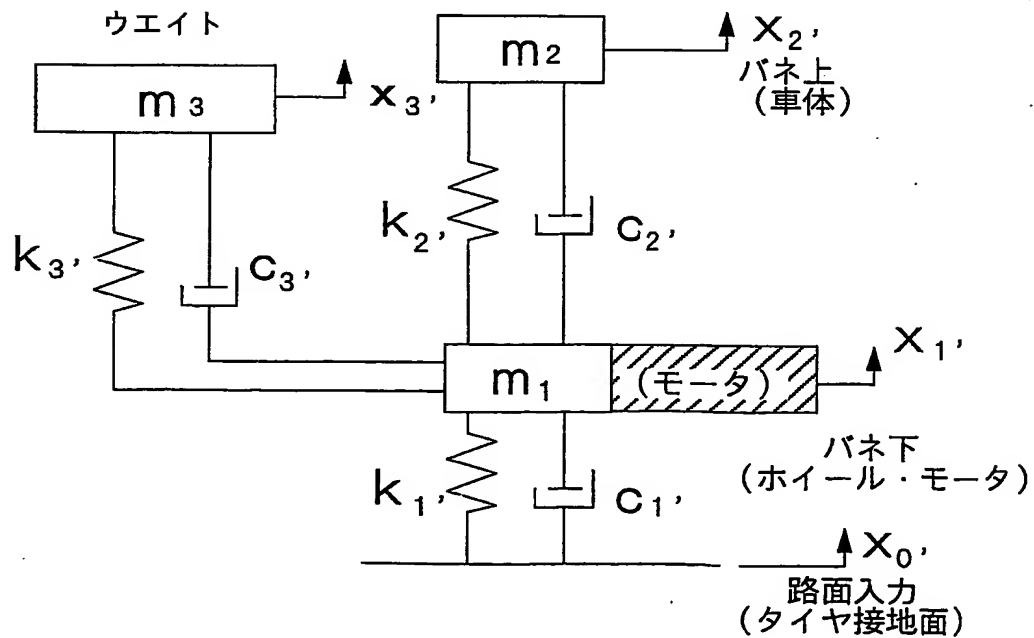 ウエイト
m3
x3,
k3,
c3,
m2
x2,
バネ上
(車体)
k2,
c2,
m1
(モータ)
x1,
バネ下
(ホイール・モータ)
k1,
c1,
x0,
路面入力
(タイヤ接地面)